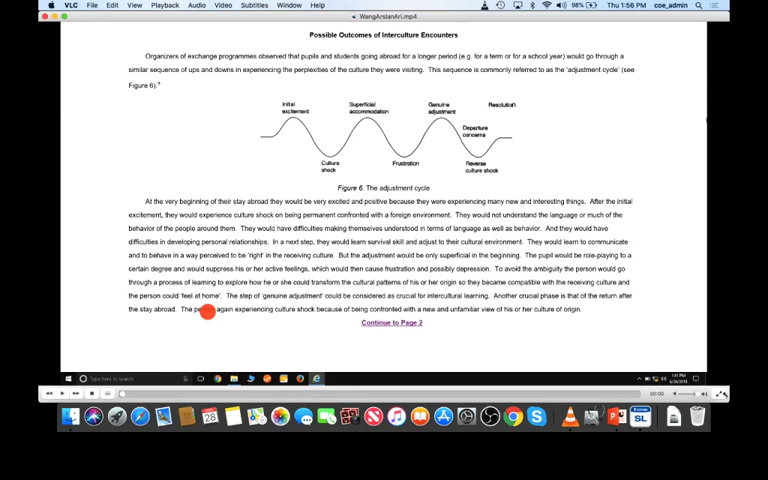 VLC File Edit View Playback Audio Video Subtitles Window Help 98% Thu 1:56 PM coe_admin
WangArslanAri.mp4
Possible Outcomes of Interculture Encounters
Organizers of exchange programmes observed that pupils and students going abroad for a longer period (e.g. for a term or for a school year) would go through a
similar sequence of ups and downs in experiencing the perplexities of the culture they were visiting. This sequence is commonly referred to as the 'adjustment cycle' (see
Figure 6).
Initial excitement
Superficial accommodation
Genuine adjustment
Resolution
Departure concerns
Culture shock
Frustration
Reverse culture shock
Figure 6. The adjustment cycle
At the very beginning of their stay abroad they would be very excited and positive because they were experiencing many new and interesting things. After the initial
excitement, they would experience culture shock on being permanent confronted with a foreign environment. They would not understand the language or much of the
behavior of the people around them. They would have difficulties making themselves understood in terms of language as well as behavior. And they would have
difficulties in developing personal relationships. In a next step, they would learn survival skill and adjust to their cultural environment. They would learn to communicate
and to behave in a way perceived to be 'right' in the receiving culture. But the adjustment would be only superficial in the beginning. The pupil would be role-playing to a
certain degree and would suppress his or her active feelings, which would then cause frustration and possibly depression. To avoid the ambiguity the person would go
through a process of learning to explore how he or she could transform the cultural patterns of his or her origin so they became compatible with the receiving culture and
the person could 'feel at home'. The step of 'genuine adjustment' could be considered as crucial for intercultural learning. Another crucial phase is that of the return after
the stay abroad. The again experiencing culture shock because of being confronted with a new and unfamiliar view of his or her culture of origin.
Continue to Page 2
Type here to search
00:00
28
SL